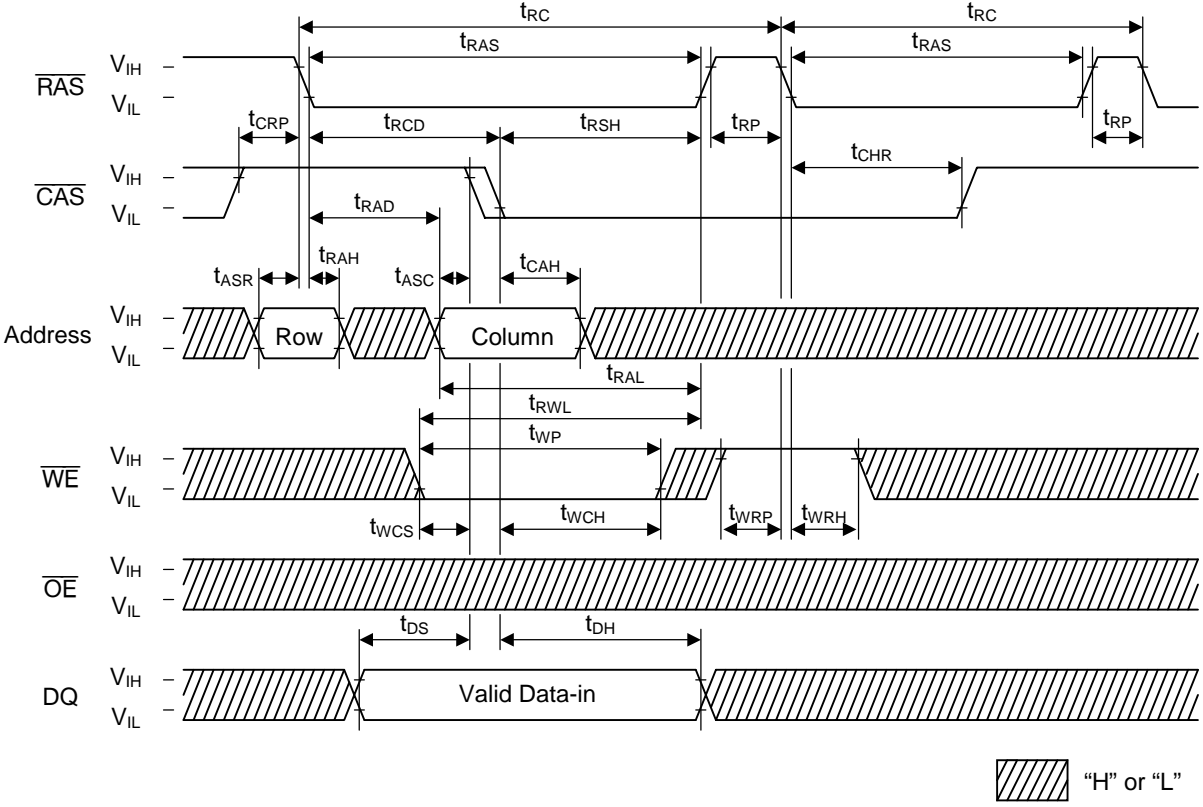 tRC tRC
tRAS tRAS
RAS VIH
VIL
tCRP tRCD tRSH tRP tRP
CAS VIH
VIL
tCHR
tRAD
tASR tRAH tASC tCAH
Address VIH
VIL
Row Column
tRAL
tRWL
tWP
WE VIH
VIL
tWCS tWCH tWRP tWRH
OE VIH
VIL
tDS tDH
DQ VIH
VIL
Valid Data-in
“H” or “L”